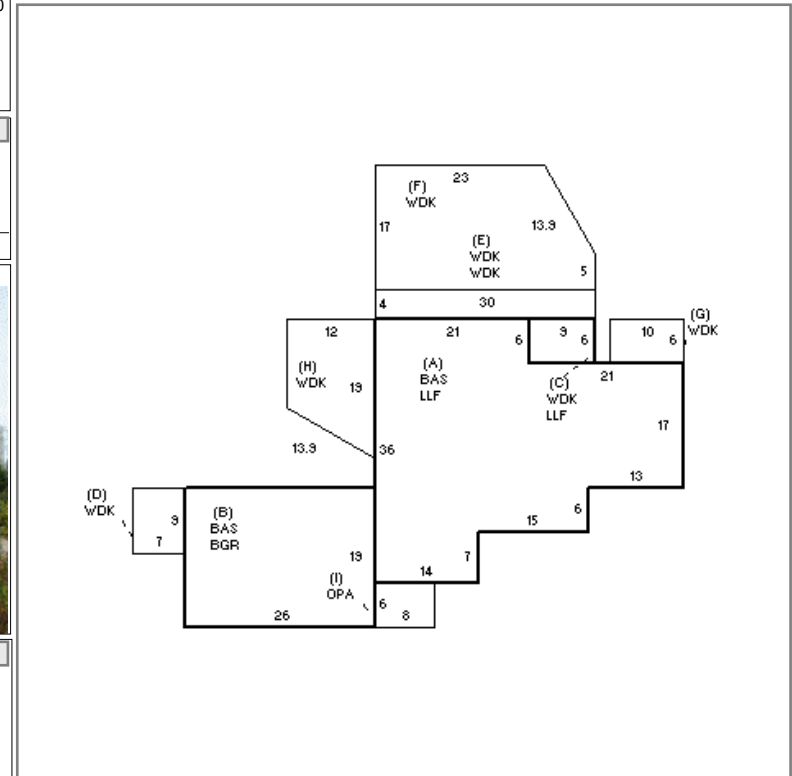 23
(F)
WDK
17
13.9
(E)
WDK
WDK
5
4
30
(G)
WDK
12
21
6
9
6
10
6
(H)
WDK
19
(A)
BAS
LLF
(C)
WDK
LLF
21
17
13.9
36
13
(D)
WDK
9
7
(B)
BAS
BGR
15
6
19
7
(I)
OPA
14
6
8
26